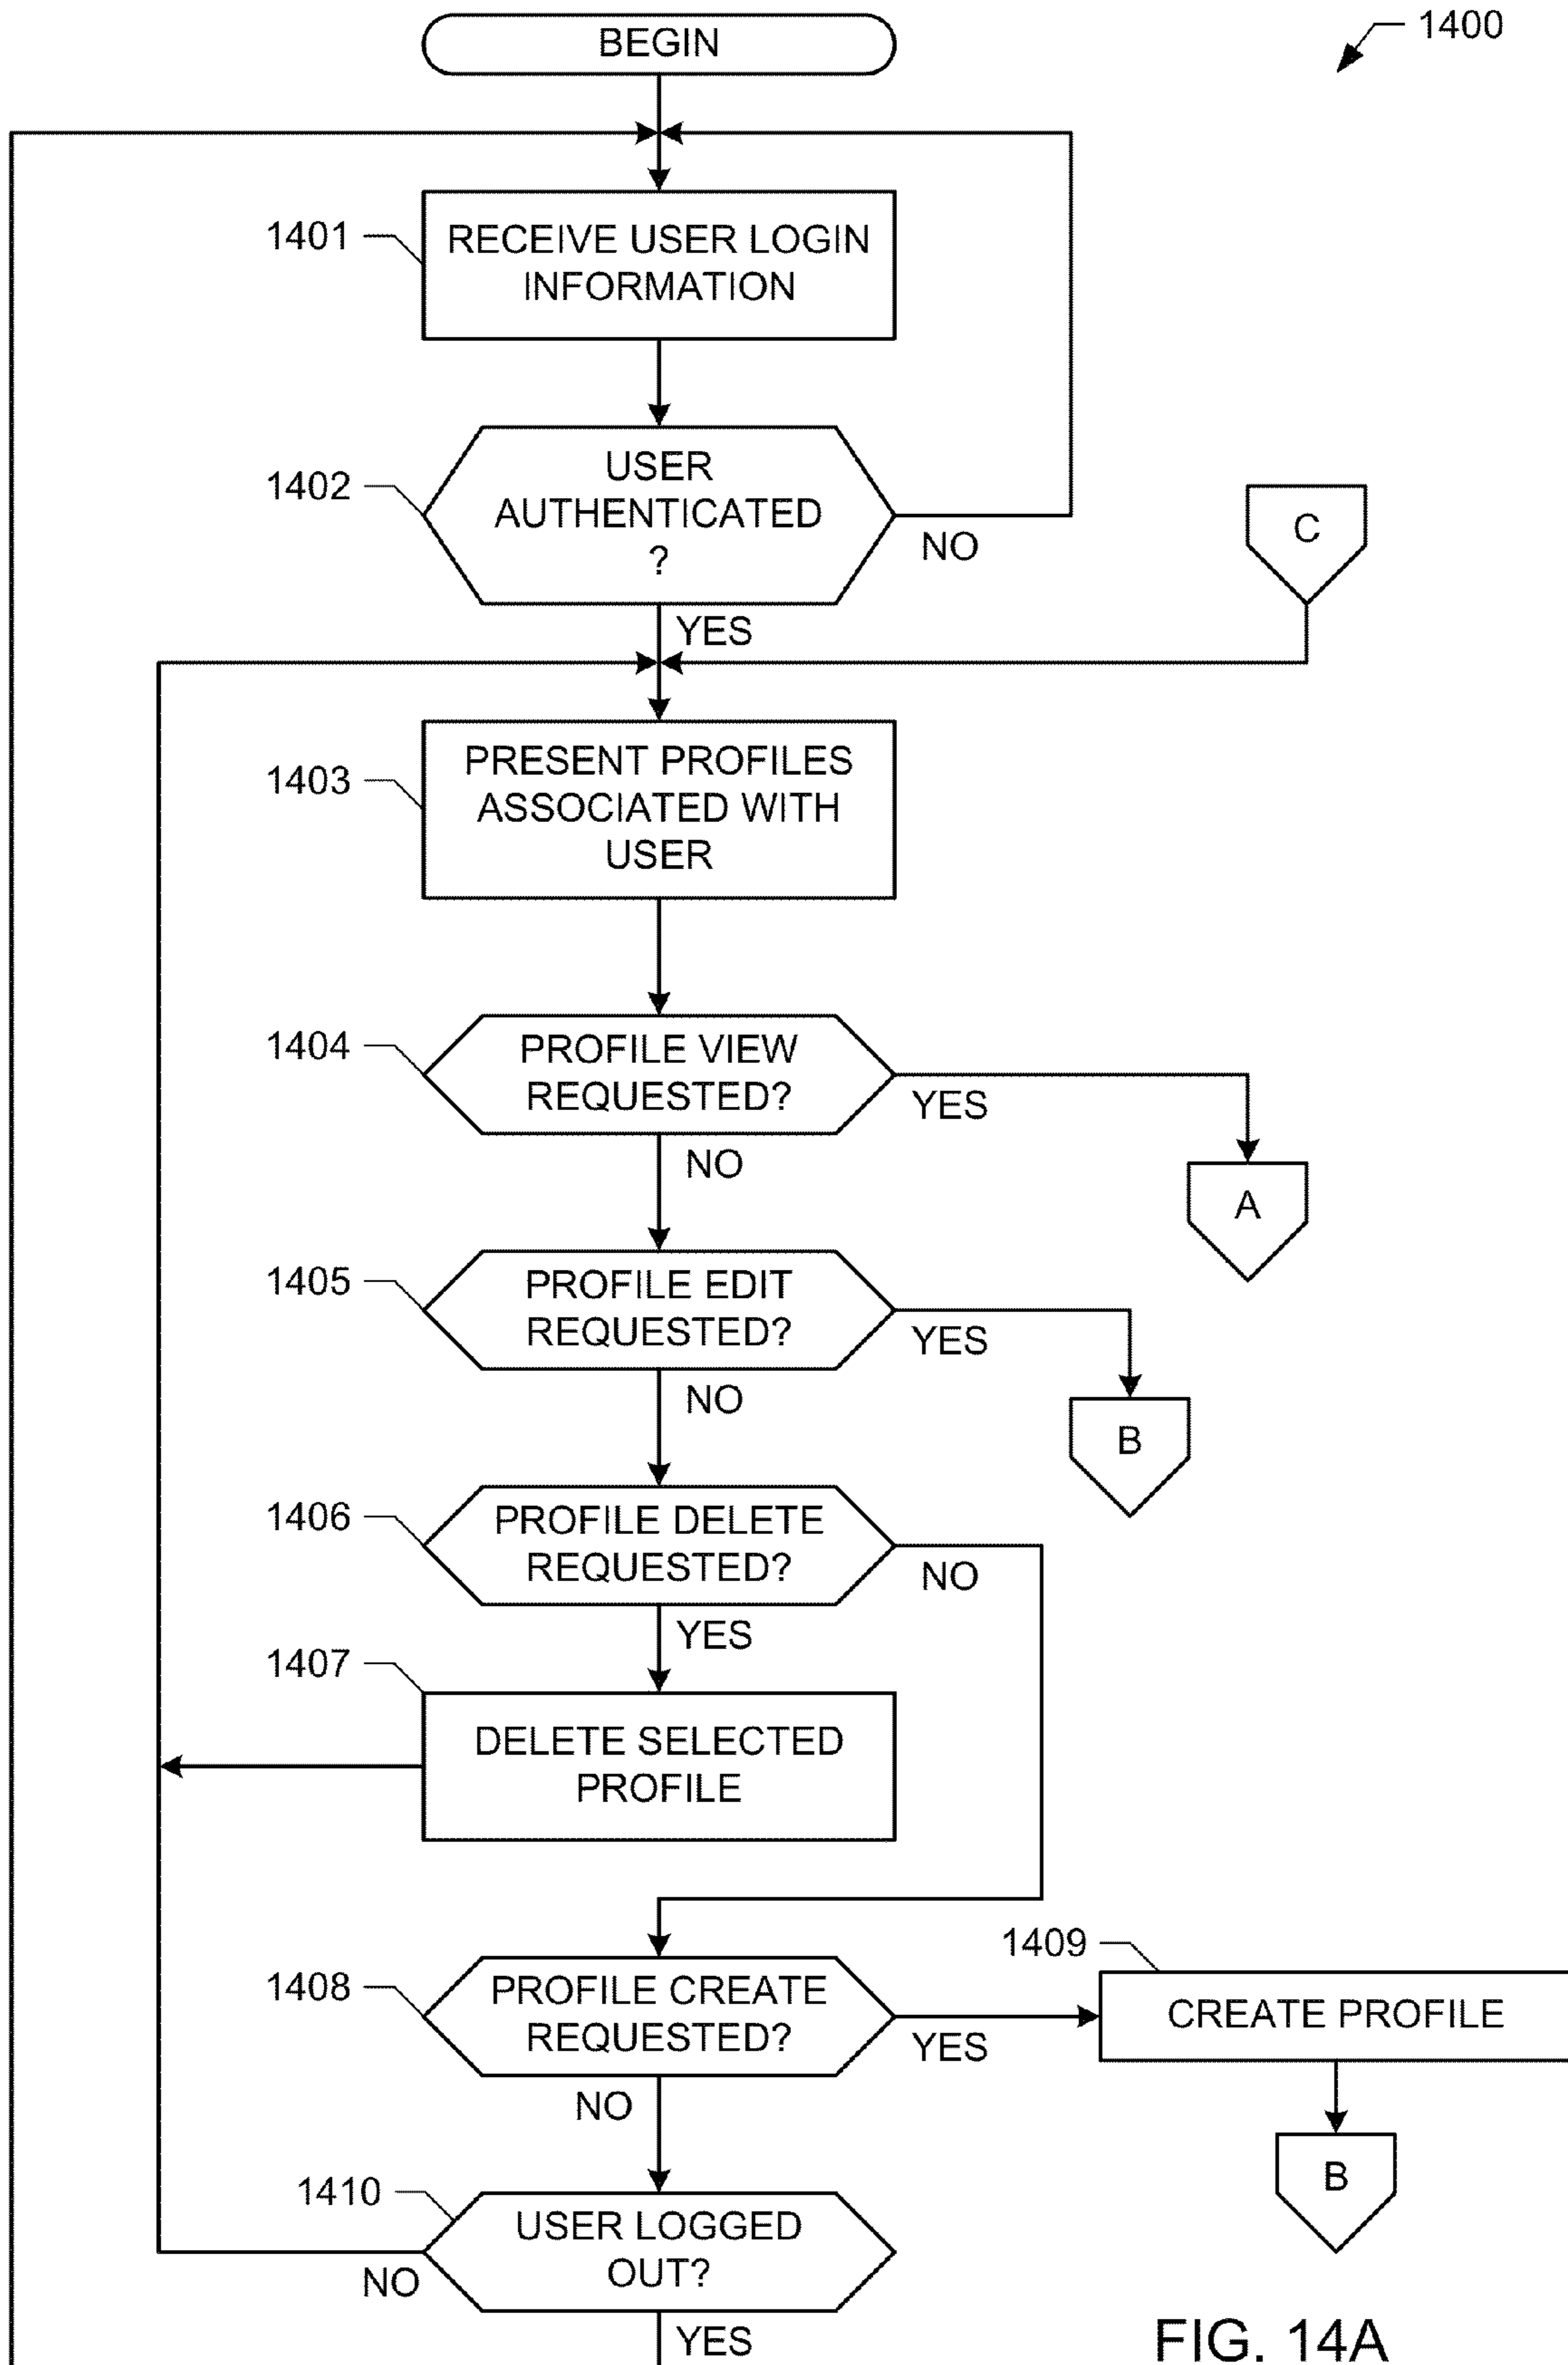 BEGIN
1400
1401
RECEIVE USER LOGIN
INFORMATION
1402
USER
AUTHENTICATED
?
NO
C
YES
1403
PRESENT PROFILES
ASSOCIATED WITH
USER
1404
PROFILE VIEW
REQUESTED?
YES
NO
A
1405
PROFILE EDIT
REQUESTED?
YES
NO
B
1406
PROFILE DELETE
REQUESTED?
NO
YES
1407
DELETE SELECTED
PROFILE
1408
PROFILE CREATE
REQUESTED?
YES
1409
CREATE PROFILE
NO
B
1410
USER LOGGED
OUT?
NO
YES
FIG. 14A